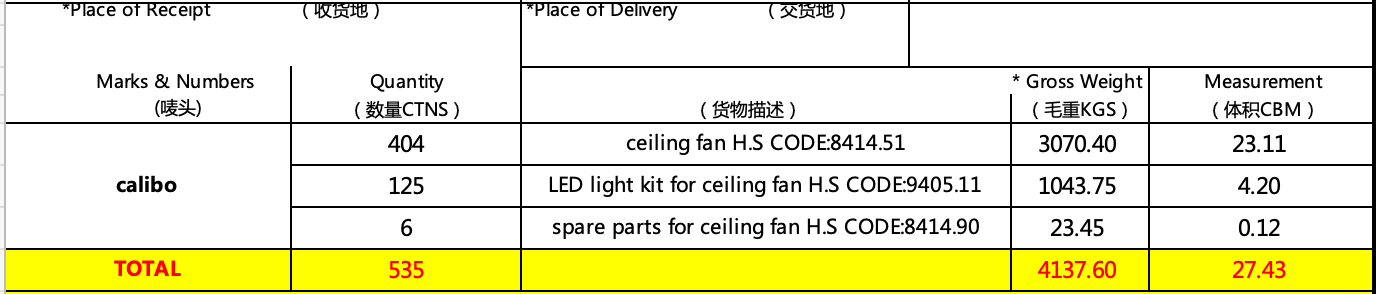 *Place of Receipt （收货地） *Place of Delivery （交货地）
Marks & Numbers Quantity * Gross Weight Measurement
(唛头) （数量CTNS） （货物描述） （毛重KGS） （体积CBM）
404 ceiling fan H.S CODE:8414.51 3070.40 23.11
calibo 125 LED light kit for ceiling fan H.S CODE:9405.11 1043.75 4.20
6 spare parts for ceiling fan H.S CODE:8414.90 23.45 0.12
TOTAL 535 4137.60 27.43